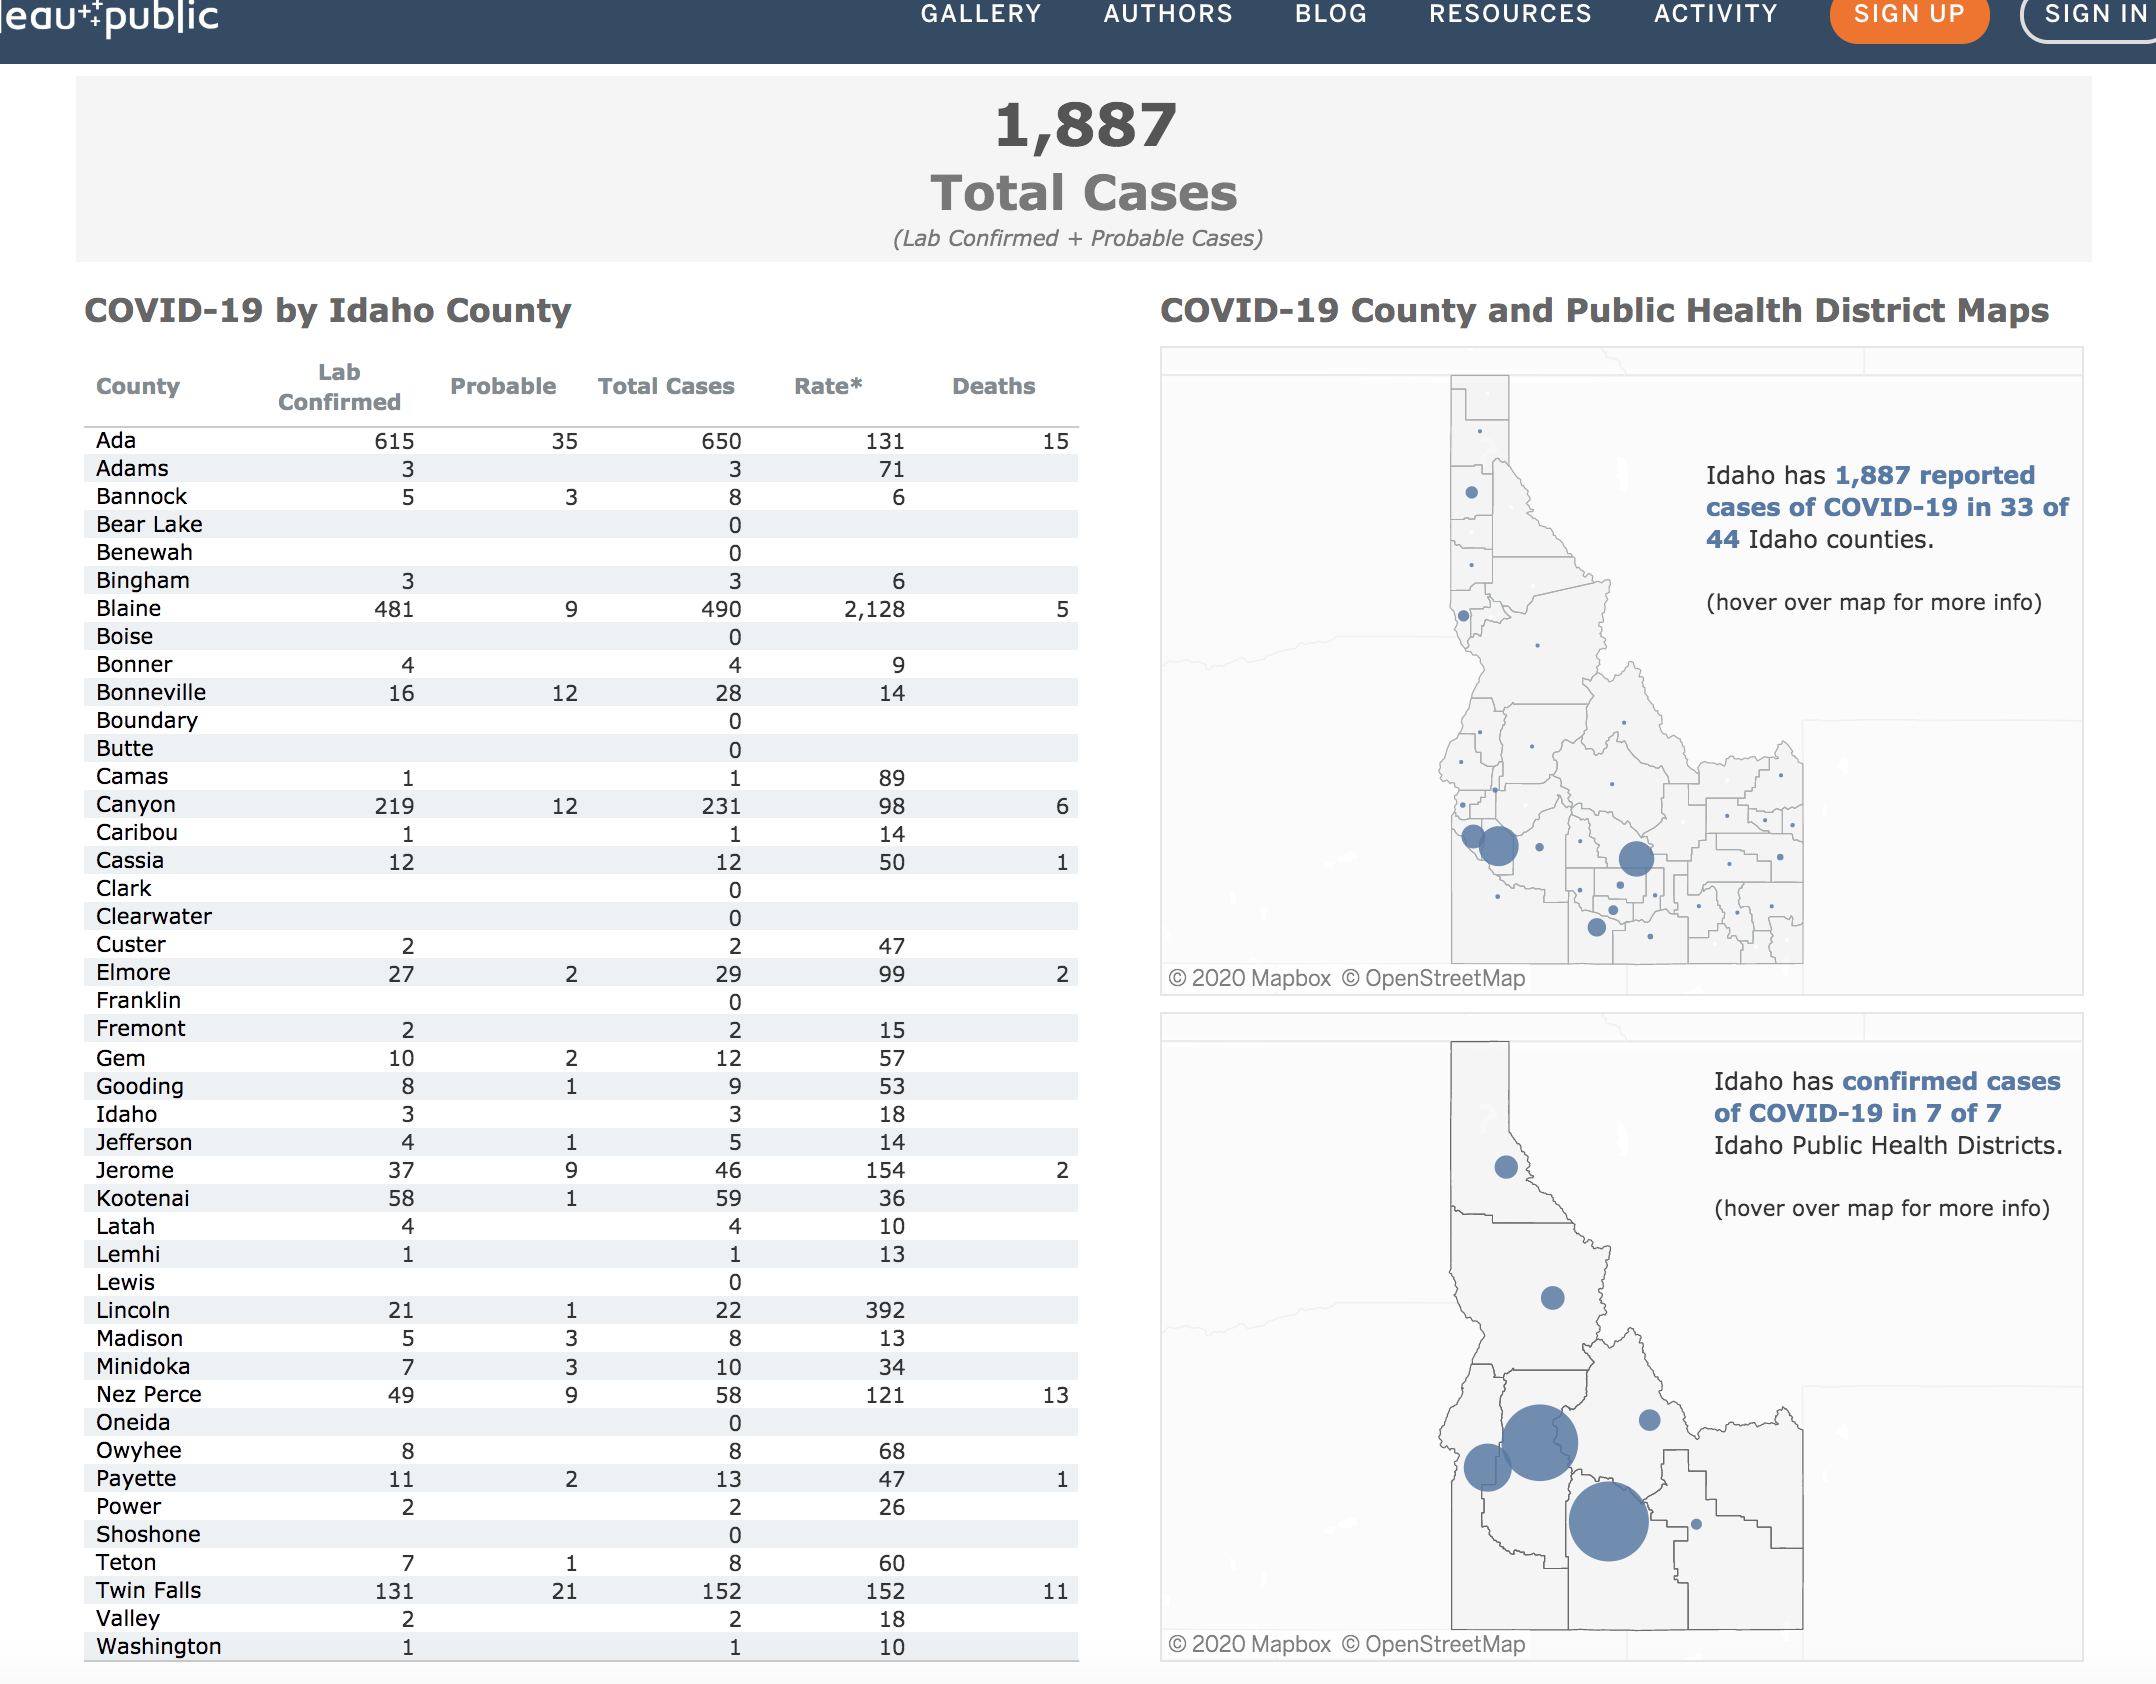 eau public
GALLERY AUTHORS BLOG RESOURCES ACTIVITY SIGN UP SIGN IN
1,887
Total Cases
(Lab Confirmed + Probable Cases)
COVID-19 by Idaho County
County Lab Confirmed Probable Total Cases Rate* Deaths
Ada 615 35 650 131 15
Adams 3 3 71
Bannock 5 3 8 6
Bear Lake 0
Benewah 0
Bingham 3 3 6
Blaine 481 9 490 2,128 5
Boise 0
Bonner 4 4 9
Bonneville 16 12 28 14
Boundary 0
Butte 0
Camas 1 1 89
Canyon 219 12 231 98 6
Caribou 1 1 14
Cassia 12 12 50 1
Clark 0
Clearwater 0
Custer 2 2 47
Elmore 27 2 29 99 2
Franklin 0
Fremont 2 2 15
Gem 10 2 12 57
Gooding 8 1 9 53
Idaho 3 3 18
Jefferson 4 1 5 14
Jerome 37 9 46 154 2
Kootenai 58 1 59 36
Latah 4 4 10
Lemhi 1 1 13
Lewis 0
Lincoln 21 1 22 392
Madison 5 3 8 13
Minidoka 7 3 10 34
Nez Perce 49 9 58 121 13
Oneida 0
Owyhee 8 8 68
Payette 11 2 13 47 1
Power 2 2 26
Shoshone 0
Teton 7 1 8 60
Twin Falls 131 21 152 152 11
Valley 2 2 18
Washington 1 1 10
COVID-19 County and Public Health District Maps
Idaho has 1,887 reported
cases of COVID-19 in 33 of
44 Idaho counties.
(hover over map for more info)
© 2020 Mapbox © OpenStreetMap
Idaho has confirmed cases
of COVID-19 in 7 of 7
Idaho Public Health Districts.
(hover over map for more info)
© 2020 Mapbox © OpenStreetMap